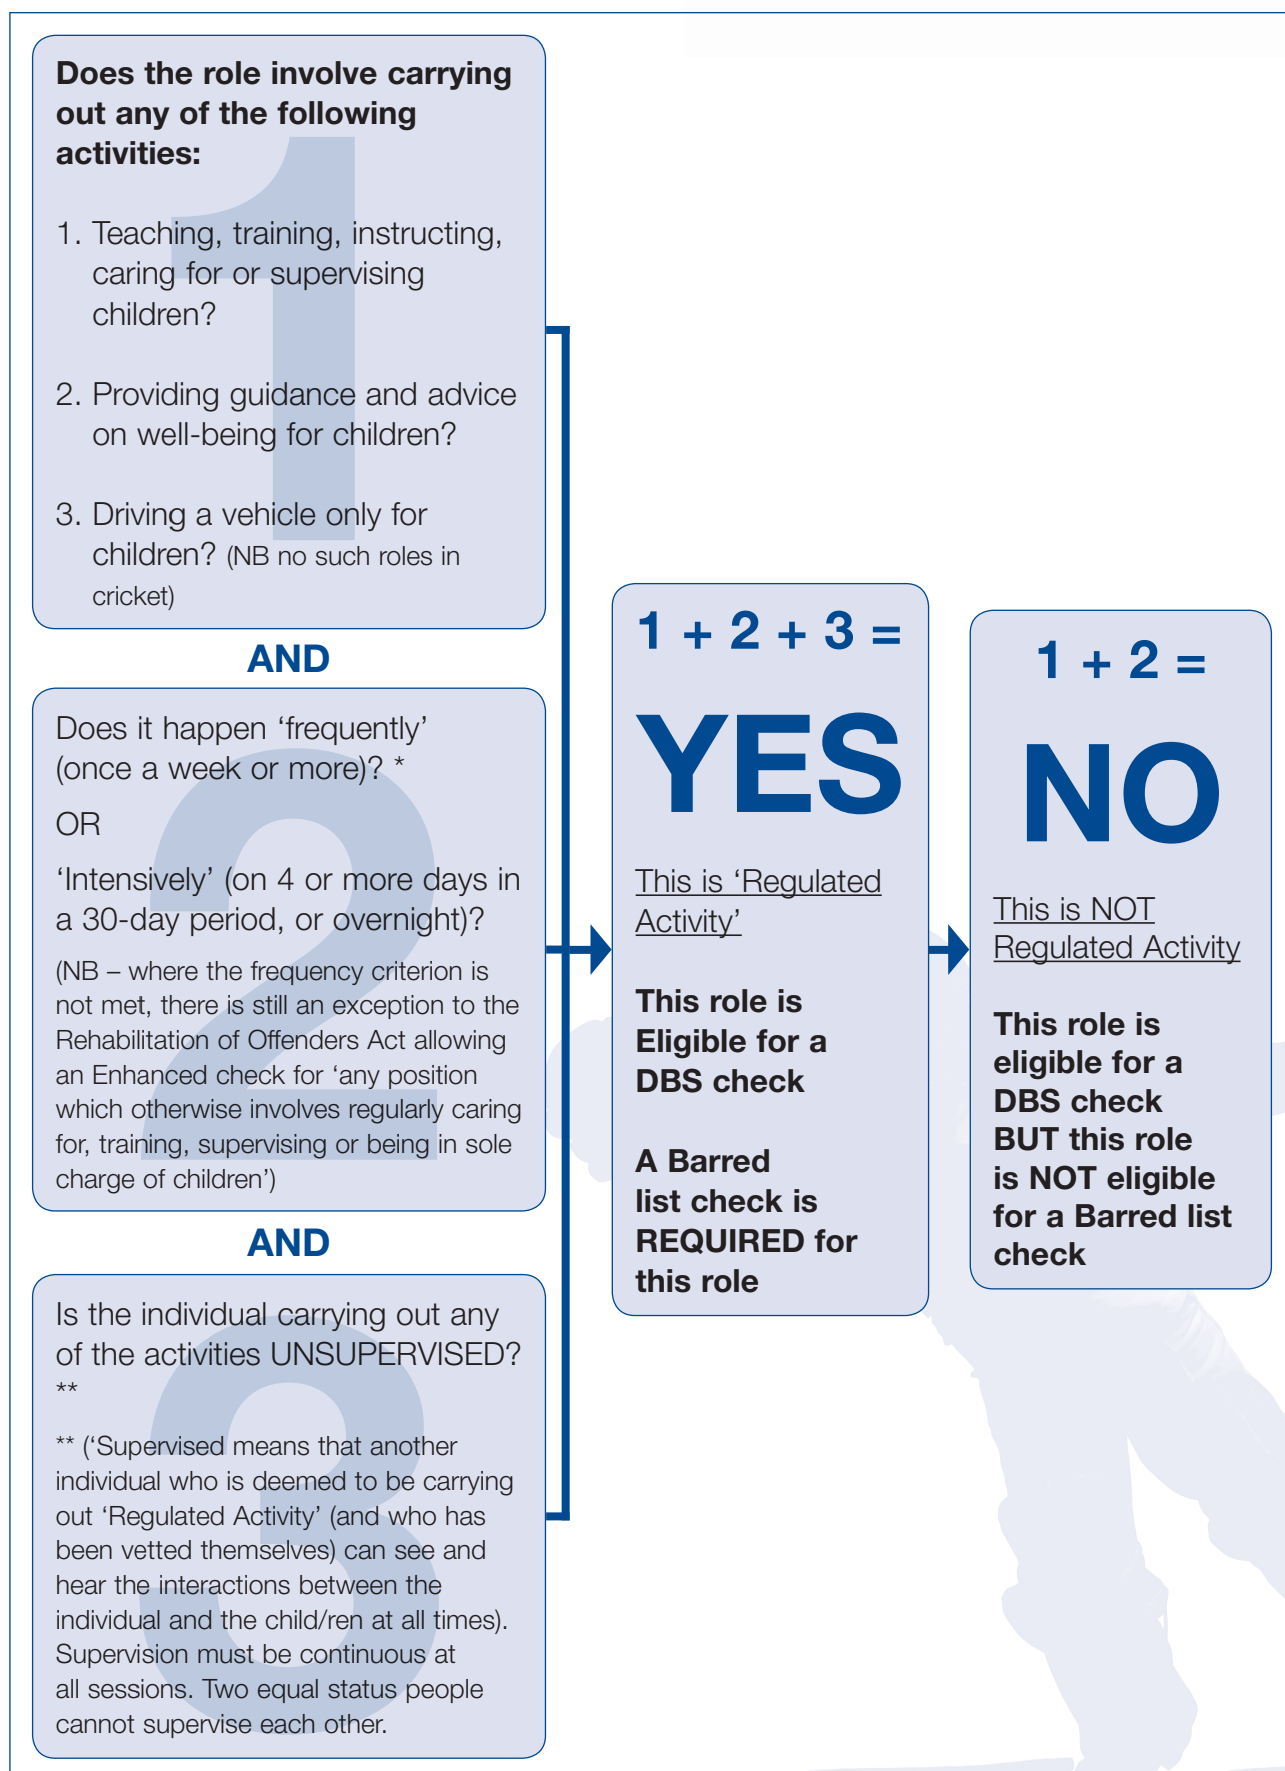 Does the role involve carrying
out any of the following
activities:
1. Teaching, training, instructing,
caring for or supervising
children?
2. Providing guidance and advice
on well-being for children?
3. Driving a vehicle only for
children? (NB no such roles in
cricket)
1
AND
Does it happen ‘frequently’
(once a week or more)? *
OR
‘Intensively’ (on 4 or more days in
a 30-day period, or overnight)?
(NB – where the frequency criterion is
not met, there is still an exception to the
Rehabilitation of Offenders Act allowing
an Enhanced check for ‘any position
which otherwise involves regularly caring
for, training, supervising or being in sole
charge of children’)
2
AND
Is the individual carrying out any
of the activities UNSUPERVISED?
**
** (‘Supervised means that another
individual who is deemed to be carrying
out ‘Regulated Activity’ (and who has
been vetted themselves) can see and
hear the interactions between the
individual and the child/ren at all times).
Supervision must be continuous at
all sessions. Two equal status people
cannot supervise each other.
3
1 + 2 + 3 =
YES
This is ‘Regulated
Activity’
This role is
Eligible for a
DBS check
A Barred
list check is
REQUIRED for
this role
1 + 2 =
NO
This is NOT
Regulated Activity
This role is
eligible for a
DBS check
BUT this role
is NOT eligible
for a Barred list
check